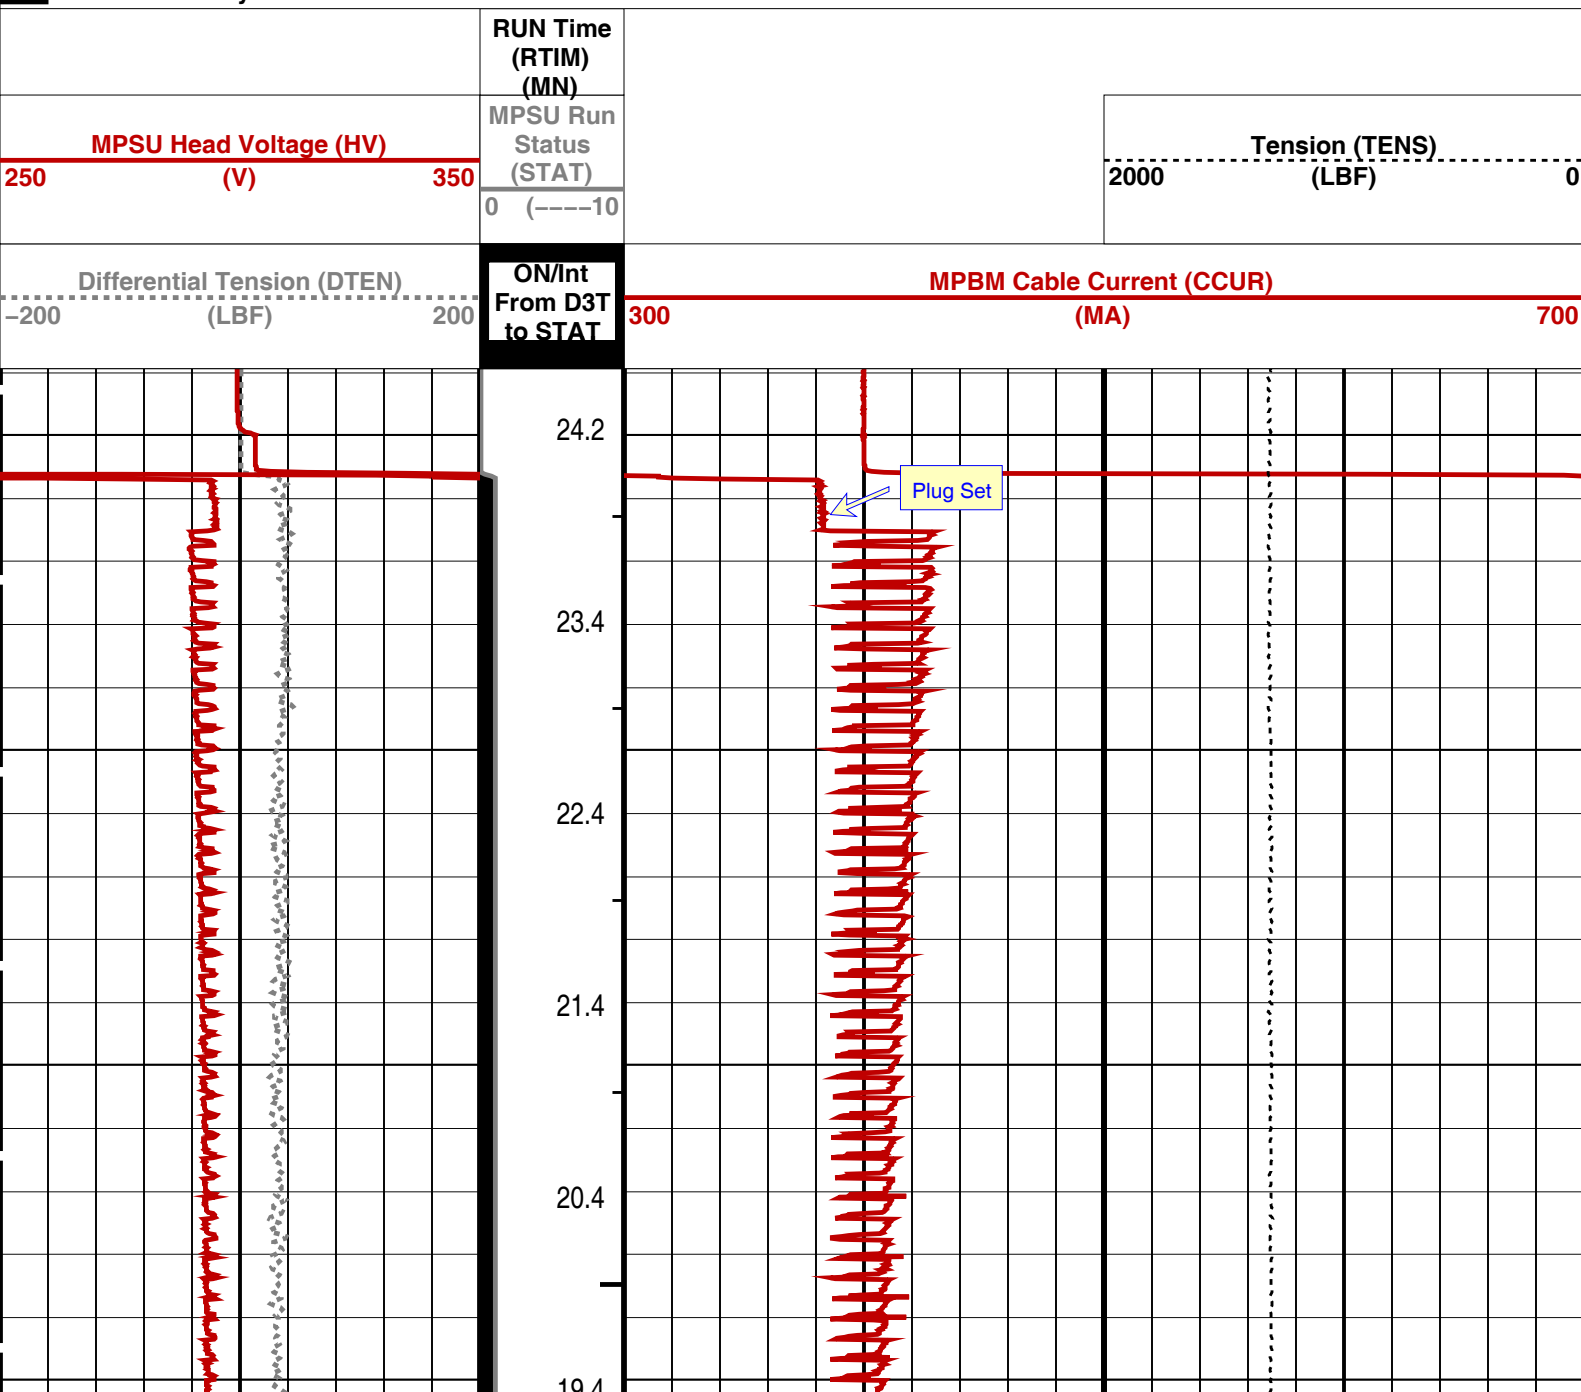 RUN Time
(RTIM)
(MN)
MPSU Head Voltage (HV)
250 (V) 350
MPSU Run
Status
(STAT)
0 (----10
Tension (TENS)
2000 (LBF) 0
Differential Tension (DTEN)
-200 (LBF) 200
ON/Int
From D3T
to STAT
MPBM Cable Current (CCUR)
300 (MA) 700
24.2
Plug Set
23.4
22.4
21.4
20.4
19.4